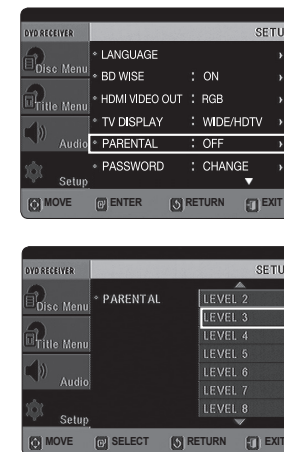 DVD RECEIVER SETU
Disc Menu
Title Menu
Audio
Setup
• LANGUAGE
• BD WISE : ON
• HDMI VIDEO OUT : RGB
• TV DISPLAY : WIDE/HDTV
• PARENTAL : OFF
• PASSWORD : CHANGE
MOVE ENTER RETURN EXIT
DVD RECEIVER SETU
Disc Menu
Title Menu
Audio
Setup
• PARENTAL
LEVEL 2
LEVEL 3
LEVEL 4
LEVEL 5
LEVEL 6
LEVEL 7
LEVEL 8
MOVE SELECT RETURN EXIT